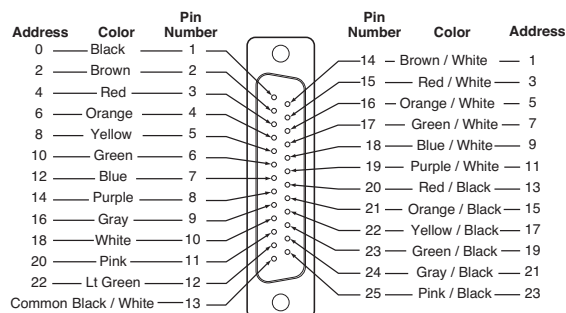 Address Color Pin Number
0 Black 1
2 Brown 2
4 Red 3
6 Orange 4
8 Yellow 5
10 Green 6
12 Blue 7
14 Purple 8
16 Gray 9
18 White 10
20 Pink 11
22 Lt Green 12
Common Black / White 13
Pin Number Color Address
14 Brown / White 1
15 Red / White 3
16 Orange / White 5
17 Green / White 7
18 Blue / White 9
19 Purple / White 11
20 Red / Black 13
21 Orange / Black 15
22 Yellow / Black 17
23 Green / Black 19
24 Gray / Black 21
25 Pink / Black 23